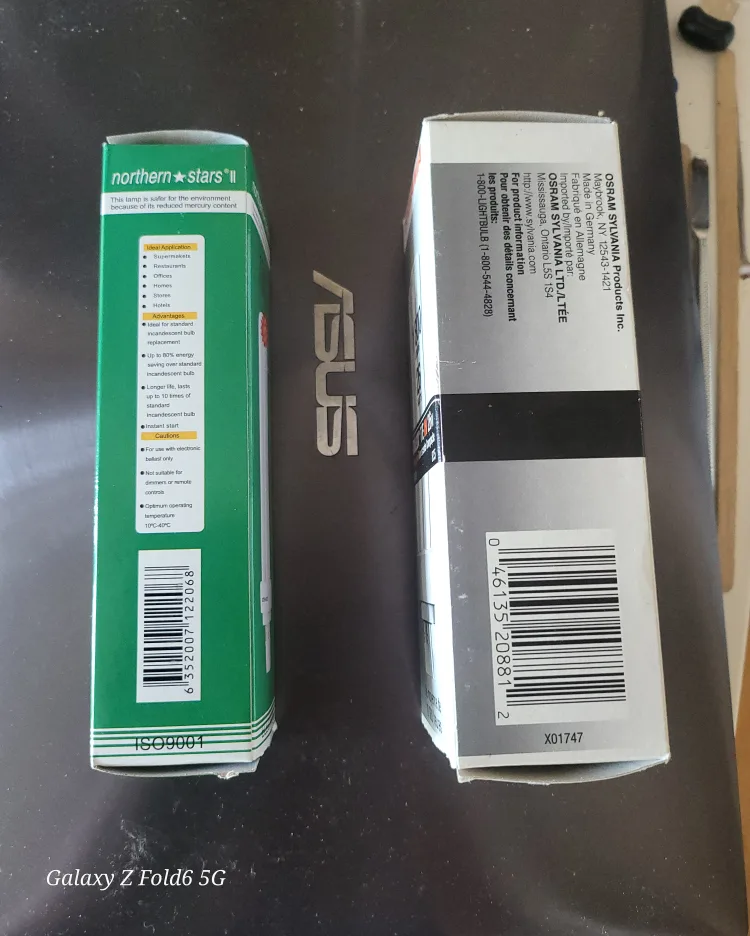 northern★stars®II
This lamp is safer for the environment
because of its reduced mercury content
Ideal Application
Supermakets
Restaurants
Offices
Homes
Stores
Hotels
Advantages
Ideal for standard
incandescent bulb
replacement
Up to 80% energy
saving over standard
incandescent bulb
Longer life, lasts
up to 10 times of
standard
incandescent bulb
Instant start
Cautions
For use with electronic
ballast only
Not suitable for
dimmers or remote
controls
Optimum operating
temperature
10ºC-40ºC
6 352007 122068
ISO9001
ASUS
OSRAM SYLVANIA Products Inc.
Maybrook, NY 12543-1421
Made in Germany
Fabriqué en Allemagne
Imported by/Importé par:
OSRAM SYLVANIA LTD./LTÉE
Mississauga, Ontario L5S 1S4
http://www.sylvania.com
For product information
Pour obtenir des détails concernant
les produits:
1-800-LIGHTBULB (1-800-544-4828)
0 46135 20881 2
X01747
Galaxy Z Fold6 5G